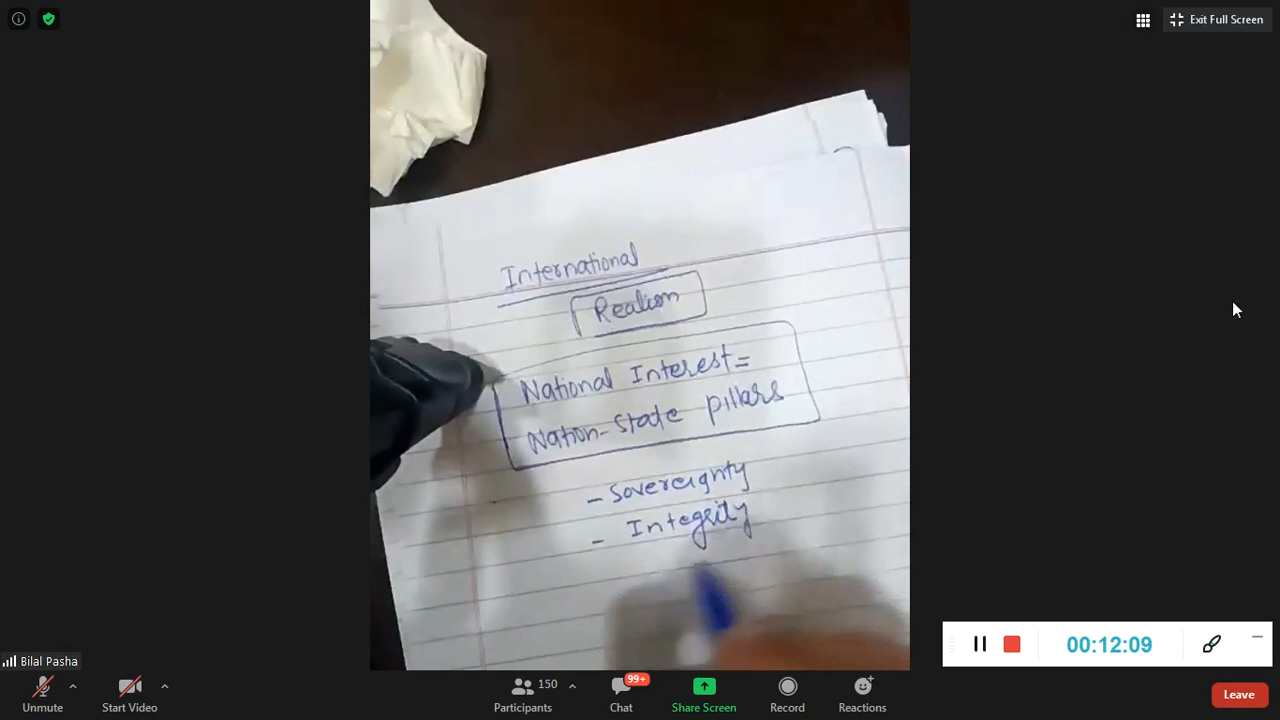 Exit Full Screen
International
Realism
National Interest =
Nation-State pillars
- Sovereignty
- Integrity
00:12:09
Bilal Pasha
Unmute
Start Video
150
Participants
99+
Chat
Share Screen
Record
Reactions
Leave